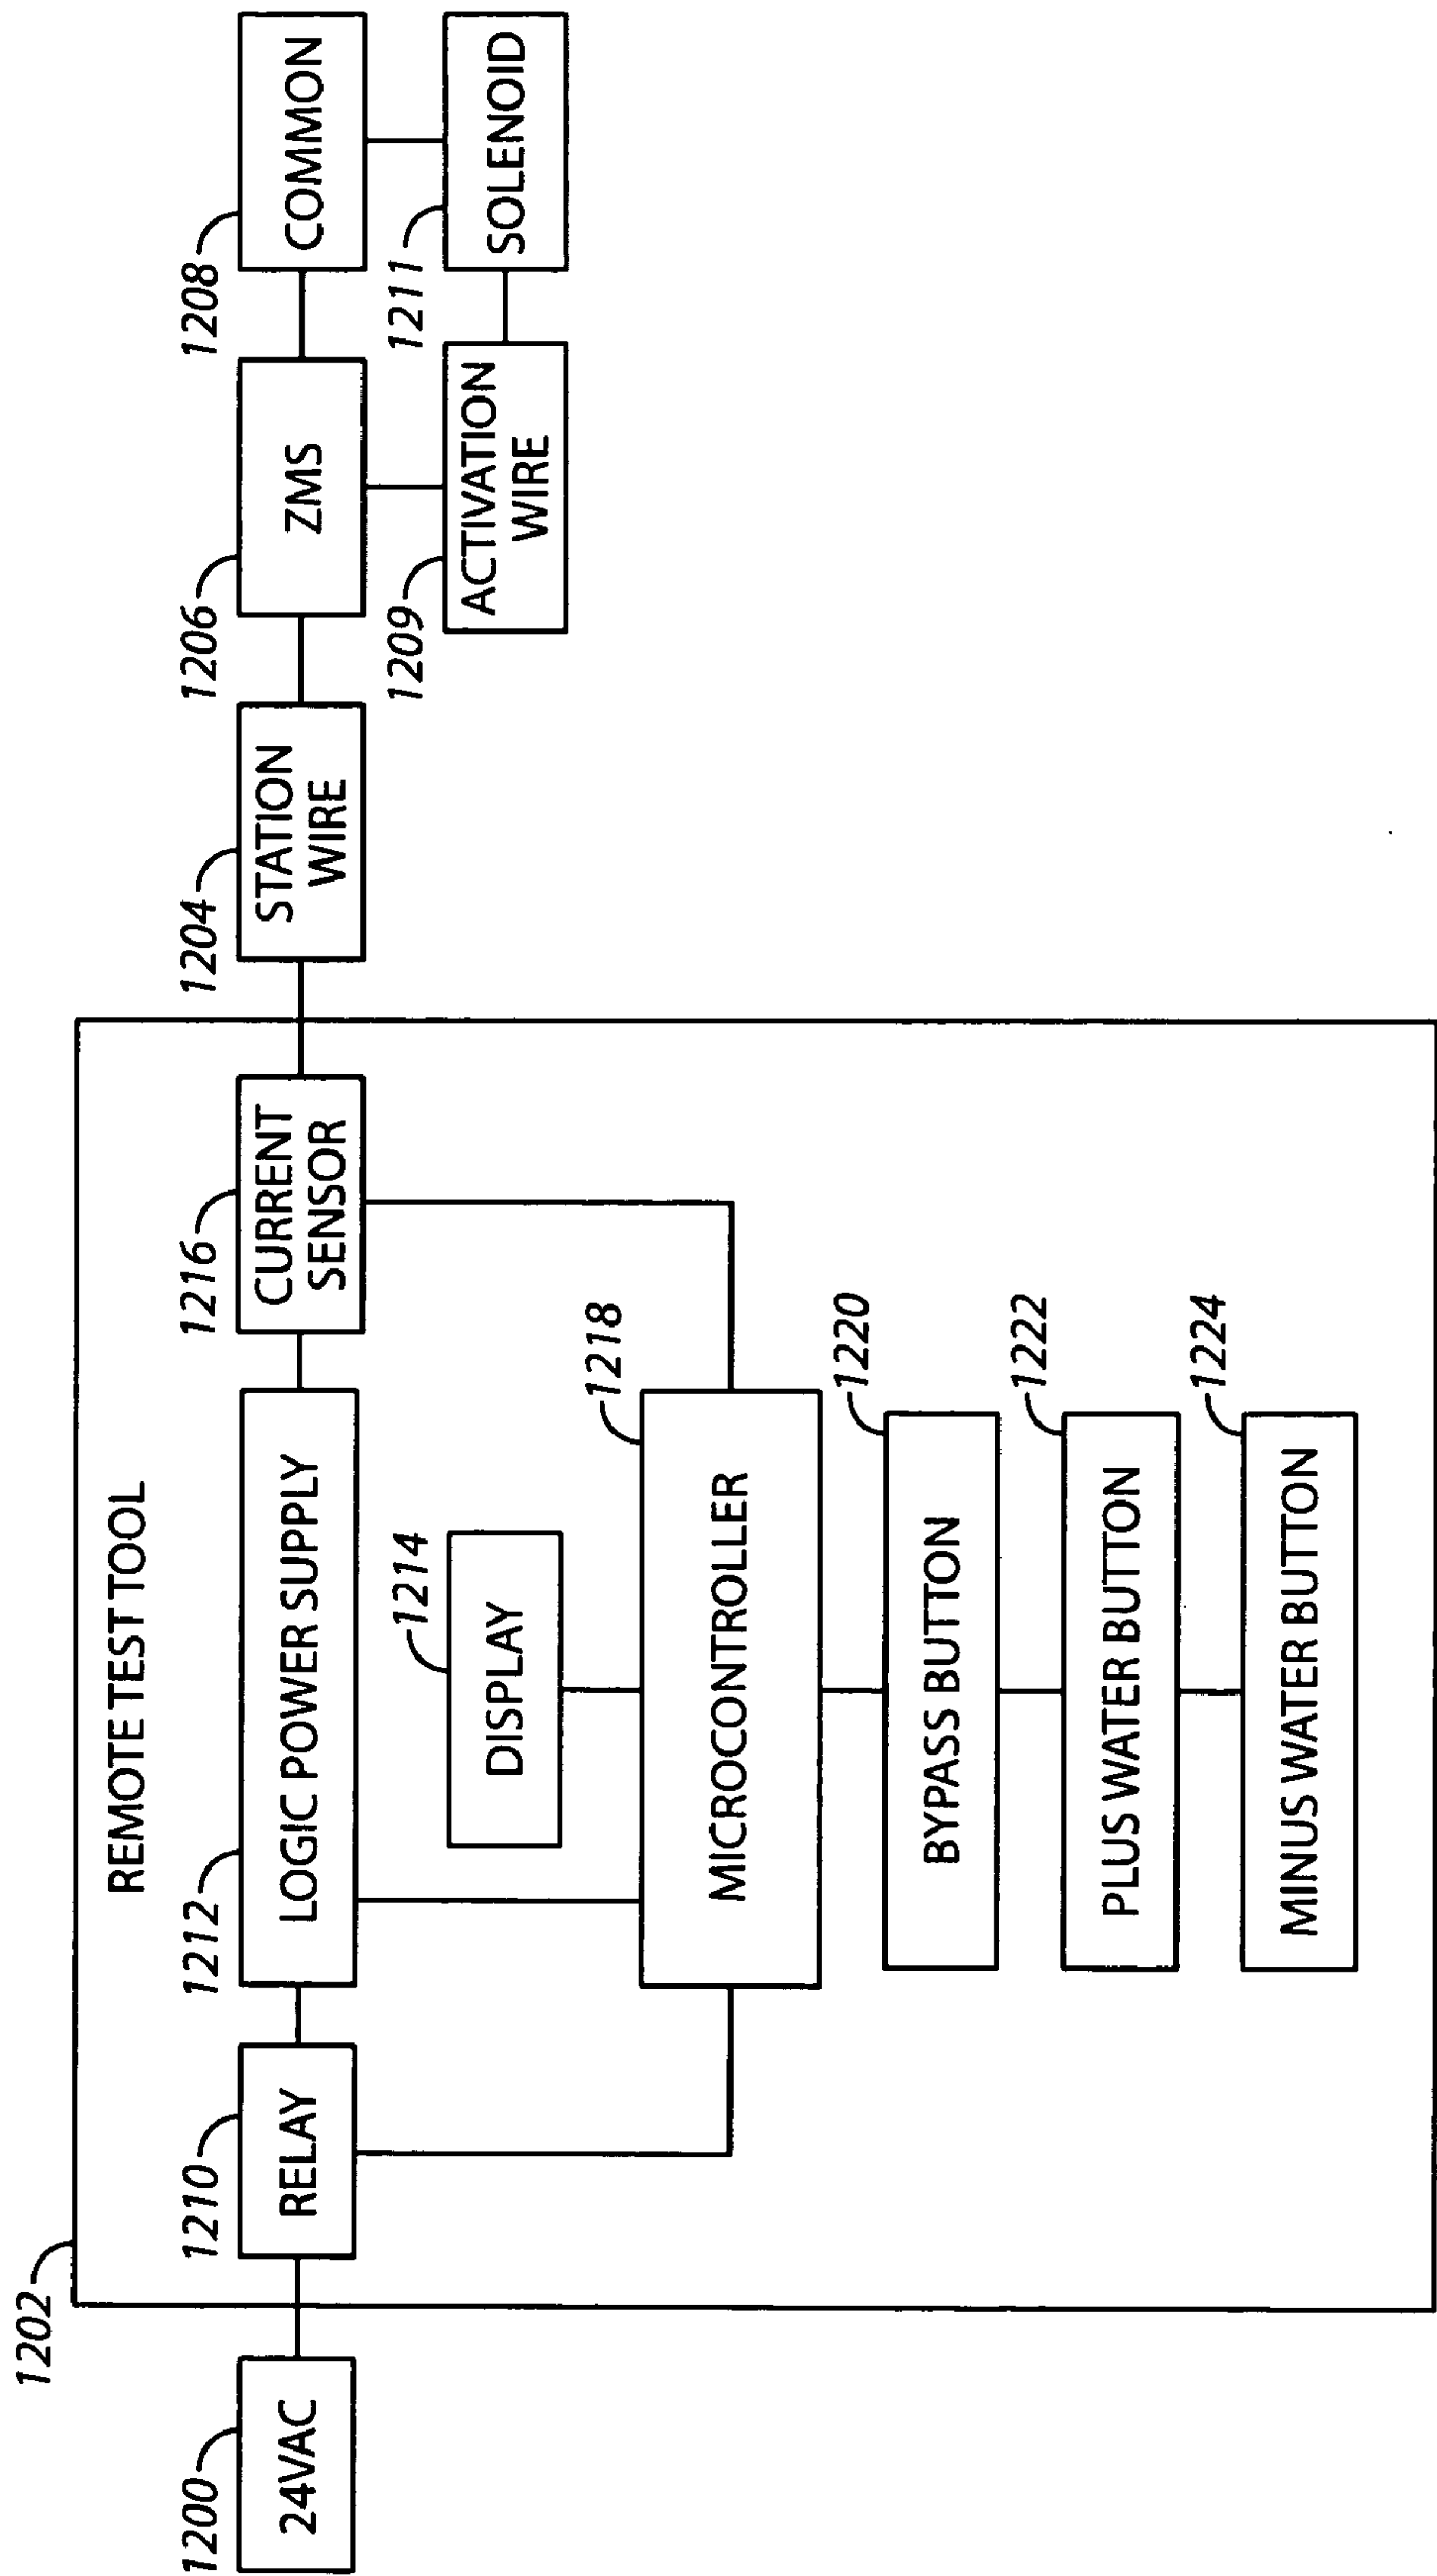 1202
REMOTE TEST TOOL
1200
24VAC
1210
RELAY
1212
LOGIC POWER SUPPLY
1216
CURRENT
SENSOR
1204
STATION
WIRE
1206
ZMS
1208
COMMON
1214
DISPLAY
1209
ACTIVATION
WIRE
1211
SOLENOID
1218
MICROCONTROLLER
1220
BYPASS BUTTON
1222
PLUS WATER BUTTON
1224
MINUS WATER BUTTON